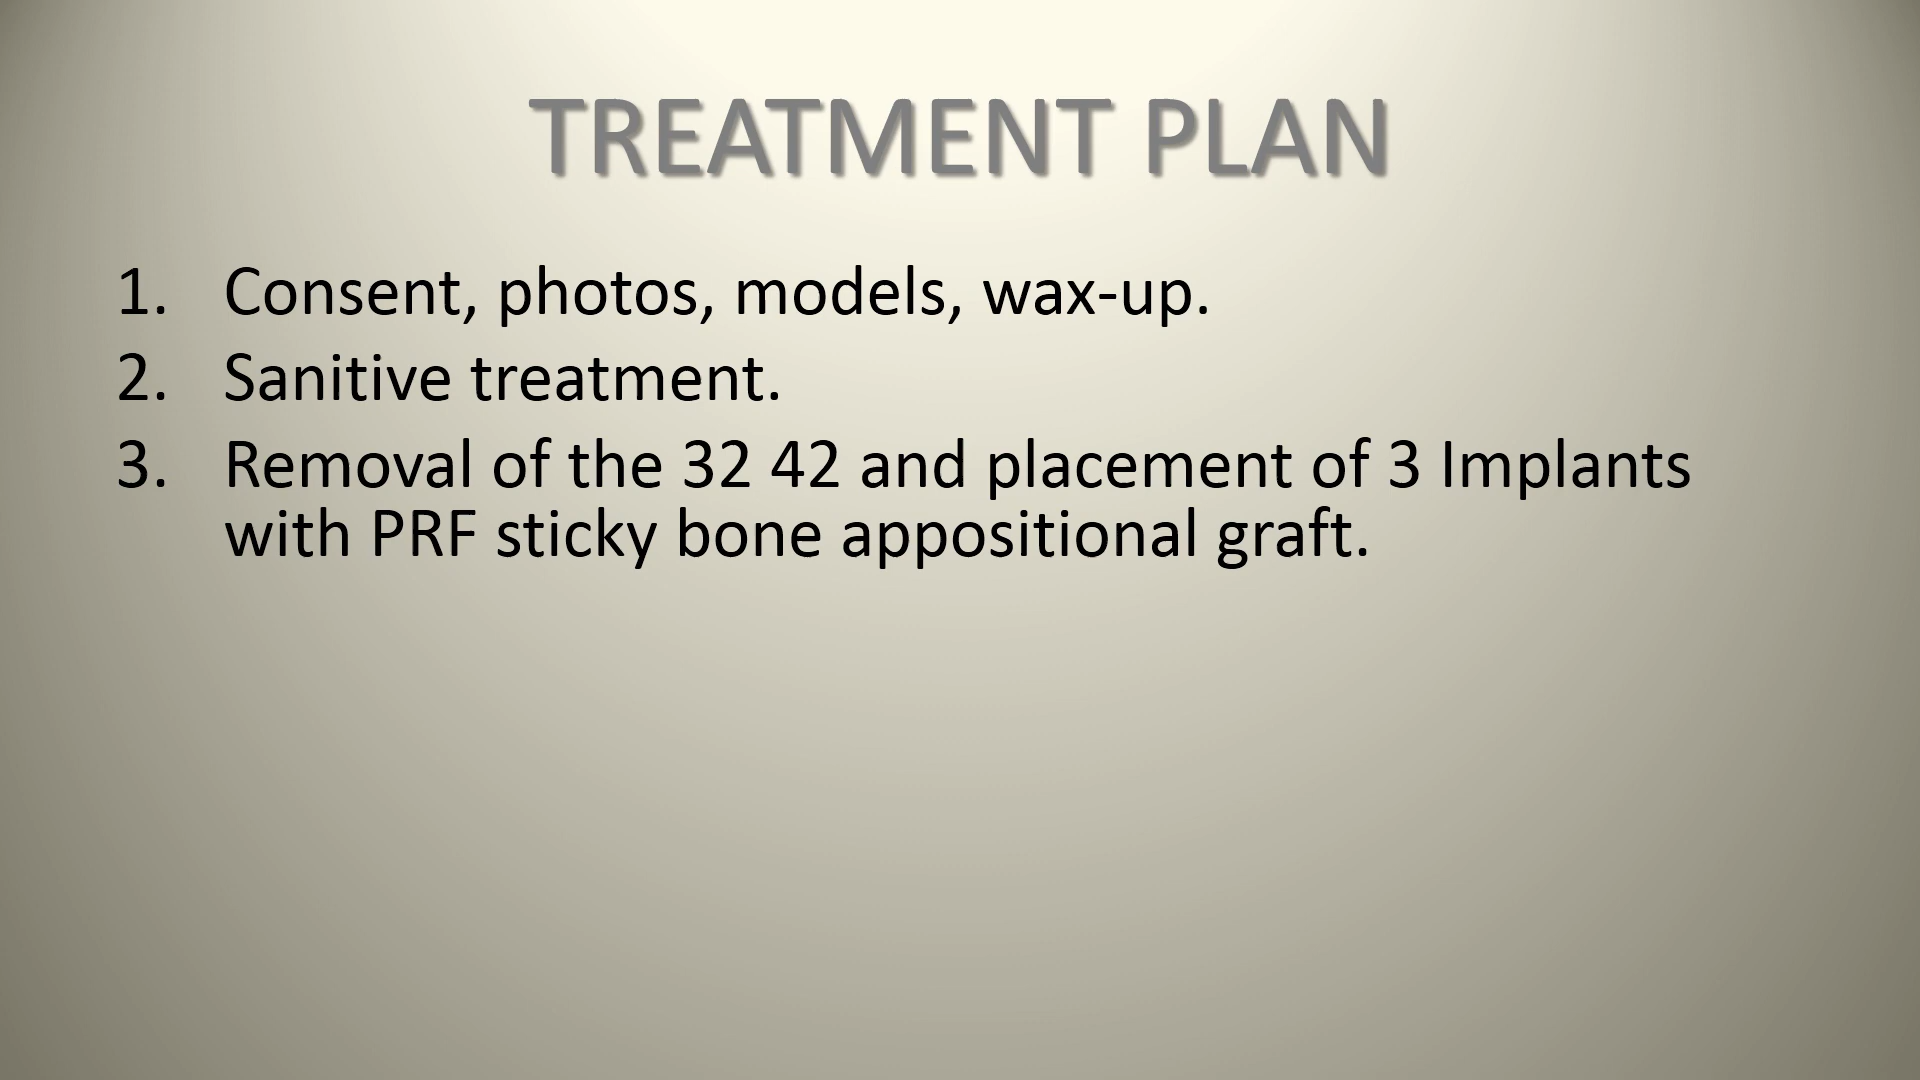 TREATMENT PLAN
1. Consent, photos, models, wax-up.
2. Sanitive treatment.
3. Removal of the 32 42 and placement of 3 Implants
with PRF sticky bone appositional graft.